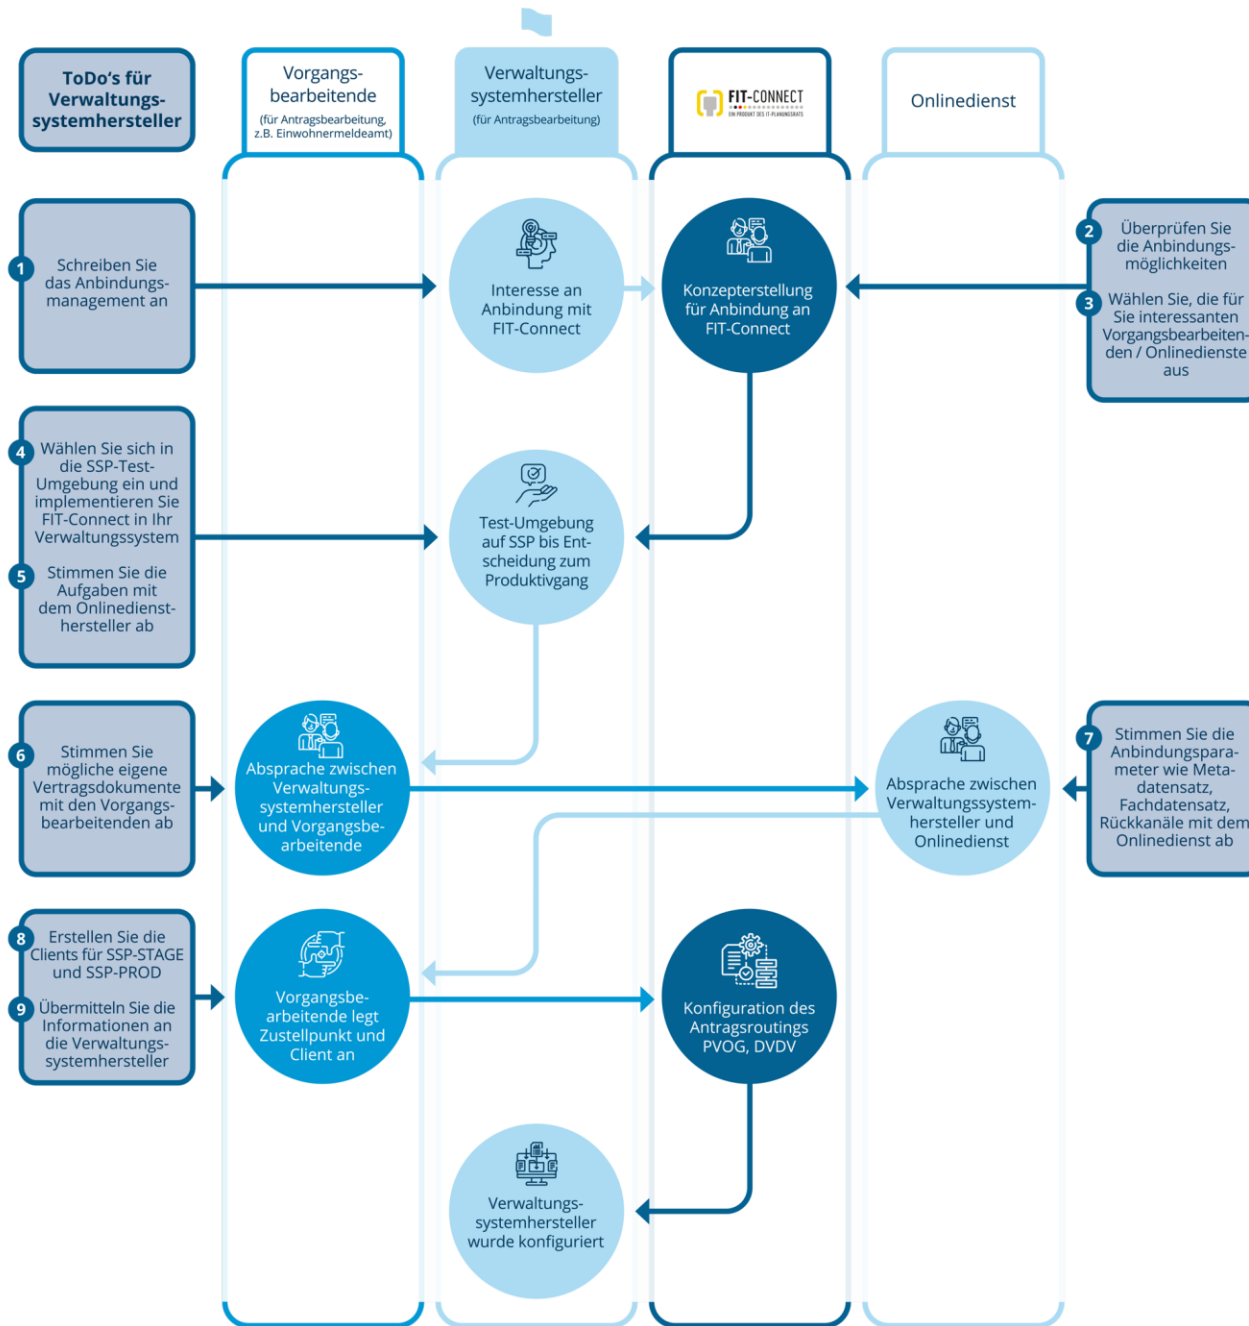 ToDo‘s für
Verwaltungs-
systemhersteller
Vorgangs-
bearbeitende
(für Antragsbearbeitung,
z.B. Einwohnermeldeamt)
Verwaltungs-
systemhersteller
(für Antragsbearbeitung)
FIT-CONNECT
EIN PRODUKT DES IT-PLANUNGSRATS
Onlinedienst
1
Schreiben Sie
das Anbindungs-
management an
Interesse an
Anbindung mit
FIT-Connect
Konzepterstellung
für Anbindung an
FIT-Connect
2
Überprüfen Sie
die Anbindungs-
möglichkeiten
3
Wählen Sie, die für
Sie interessanten
Vorgangsbearbeiten-
den / Onlinedienste
aus
4
Wählen Sie sich in
die SSP-Test-
Umgebung ein und
implementieren Sie
FIT-Connect in Ihr
Verwaltungssystem
5
Stimmen Sie die
Aufgaben mit
dem Onlinedienst-
hersteller ab
Test-Umgebung
auf SSP bis Ent-
scheidung zum
Produktivgang
6
Stimmen Sie
mögliche eigene
Vertragsdokumente
mit den Vorgangs-
bearbeitenden ab
Absprache zwischen
Verwaltungs-
systemhersteller
und Vorgangsbe-
arbeitende
Absprache zwischen
Verwaltungssystem-
hersteller und
Onlinedienst
7
Stimmen Sie die
Anbindungspara-
meter wie Meta-
datensatz,
Fachdatensatz,
Rückkanäle mit dem
Onlinedienst ab
8
Erstellen Sie die
Clients für SSP-STAGE
und SSP-PROD
9
Übermitteln Sie die
Informationen an
die Verwaltungs-
systemhersteller
Vorgangsbe-
arbeitende legt
Zustellpunkt und
Client an
Konfiguration des
Antragsroutings
PVOG, DVDV
Verwaltungs-
systemhersteller
wurde konfiguriert